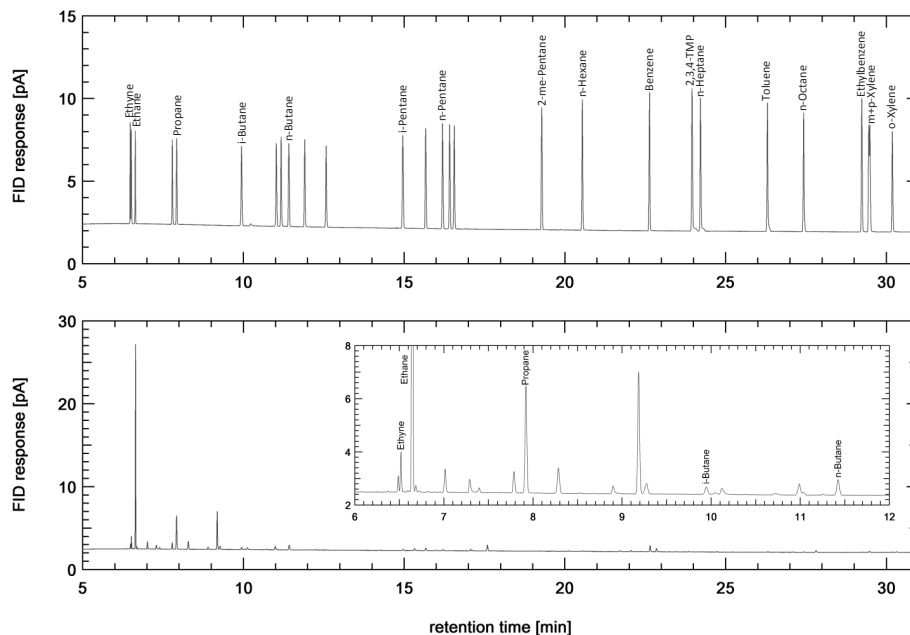 15
10
5
0
FID response [pA]
Ethyne
Ethane
Propane
i-Butane
n-Butane
i-Pentane
n-Pentane
2-me-Pentane
n-Hexane
Benzene
2,3,4-TMP
n-Heptane
Toluene
n-Octane
Ethylbenzene
m+p-Xylene
o-Xylene
5 10 15 20 25 30
30
20
10
0
FID response [pA]
8
6
4
2
Ethyne
Ethane
Propane
i-Butane
n-Butane
6 7 8 9 10 11 12
5 10 15 20 25 30
retention time [min]